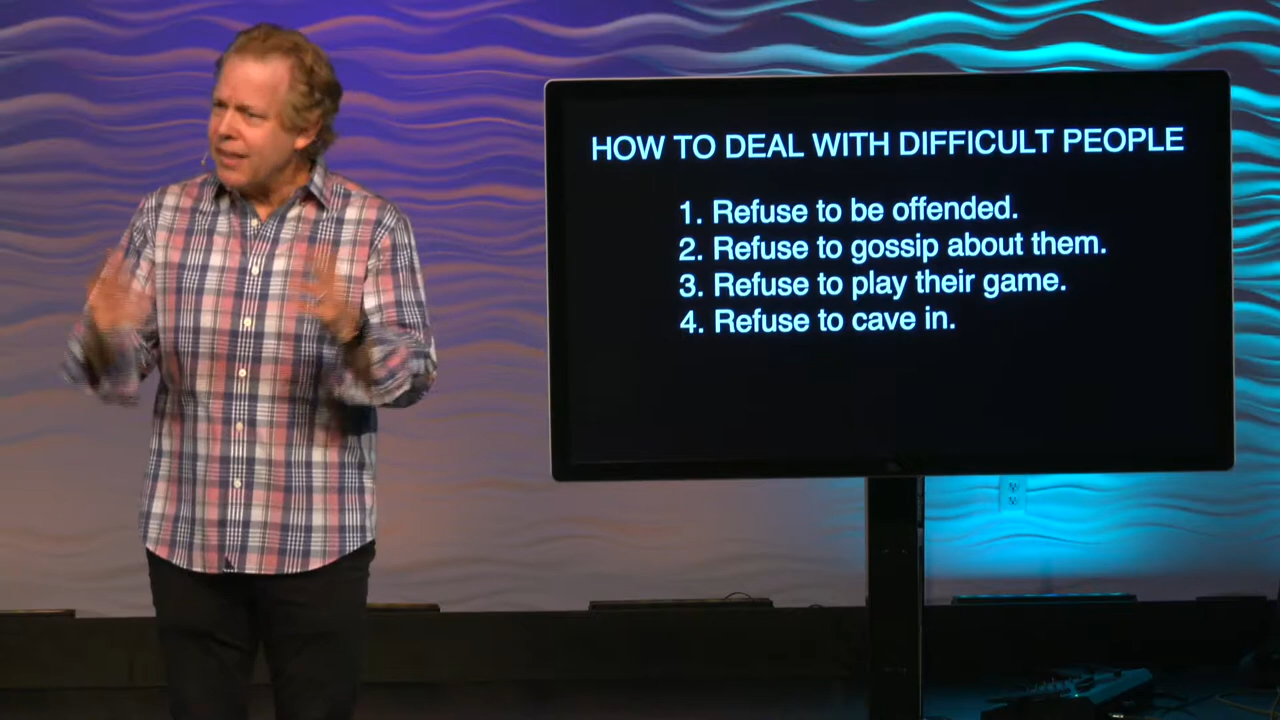 HOW TO DEAL WITH DIFFICULT PEOPLE
1. Refuse to be offended.
2. Refuse to gossip about them.
3. Refuse to play their game.
4. Refuse to cave in.